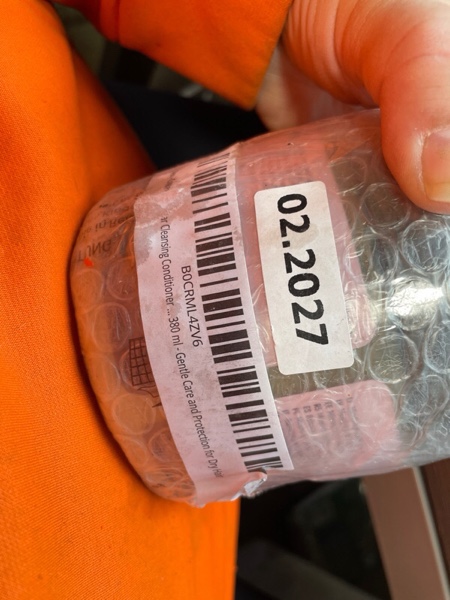 02.2027
B0CRML4ZV6
Cleansing Conditioner ... 380 ml - Gentle Care and Protection for Dry